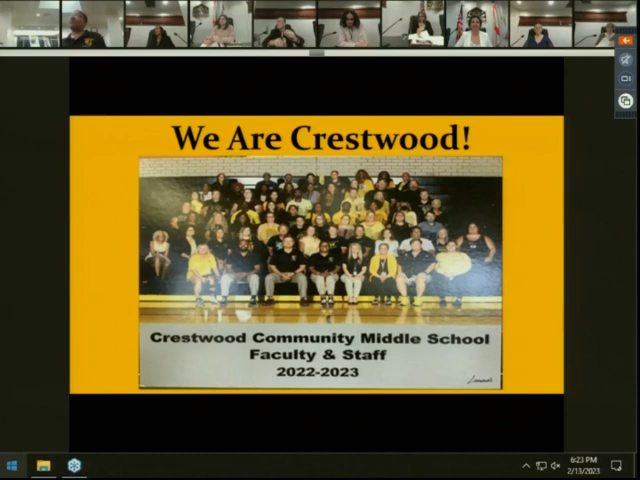 We Are Crestwood!
Crestwood Community Middle School
Faculty & Staff
2022-2023
6:23 PM
2/13/2023